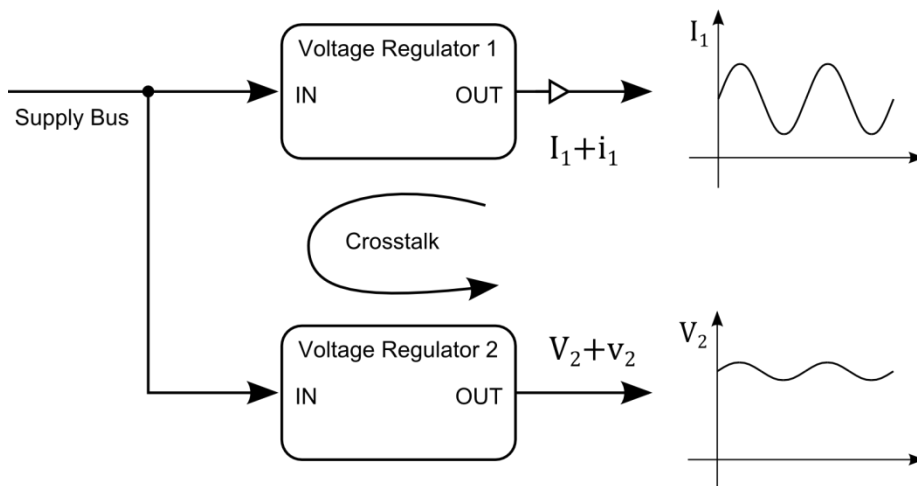 Voltage Regulator 1
IN
OUT
Supply Bus
I₁+i₁
I₁
Crosstalk
Voltage Regulator 2
IN
OUT
V₂+v₂
V₂